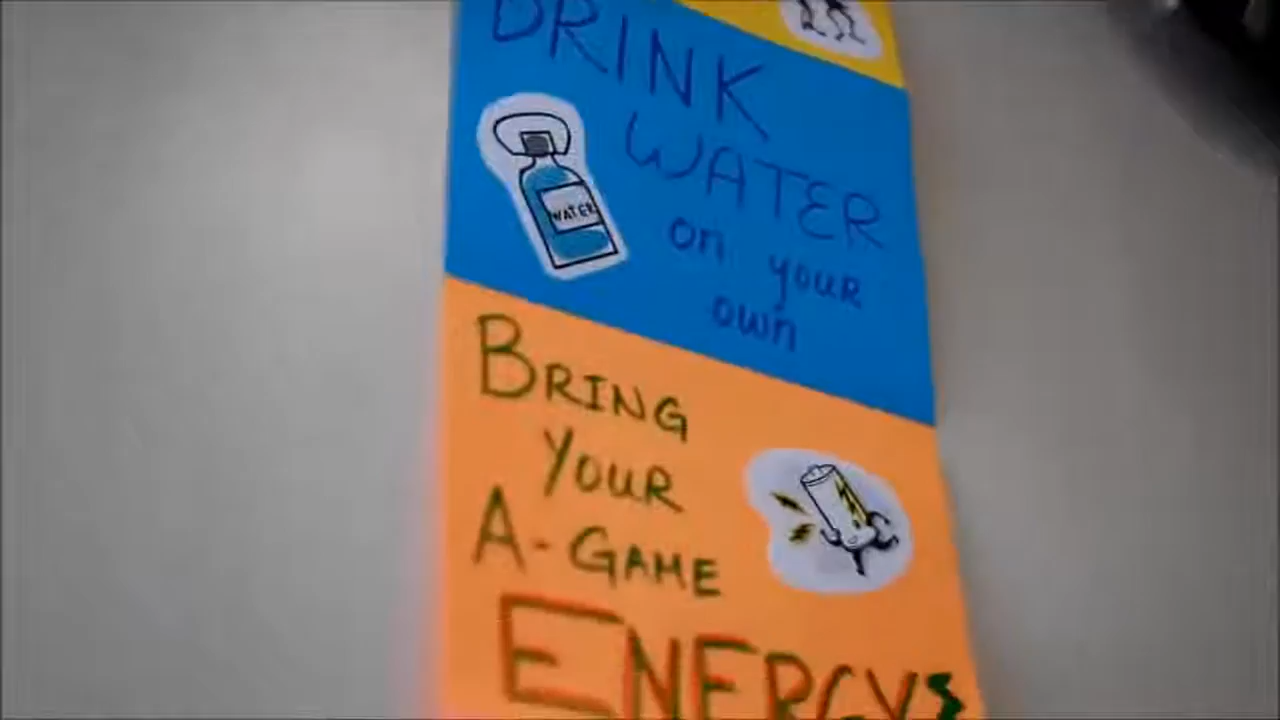 DRINK
WATER
on your
own
WATER
BRING
YOUR
A-GAME
ENERGY